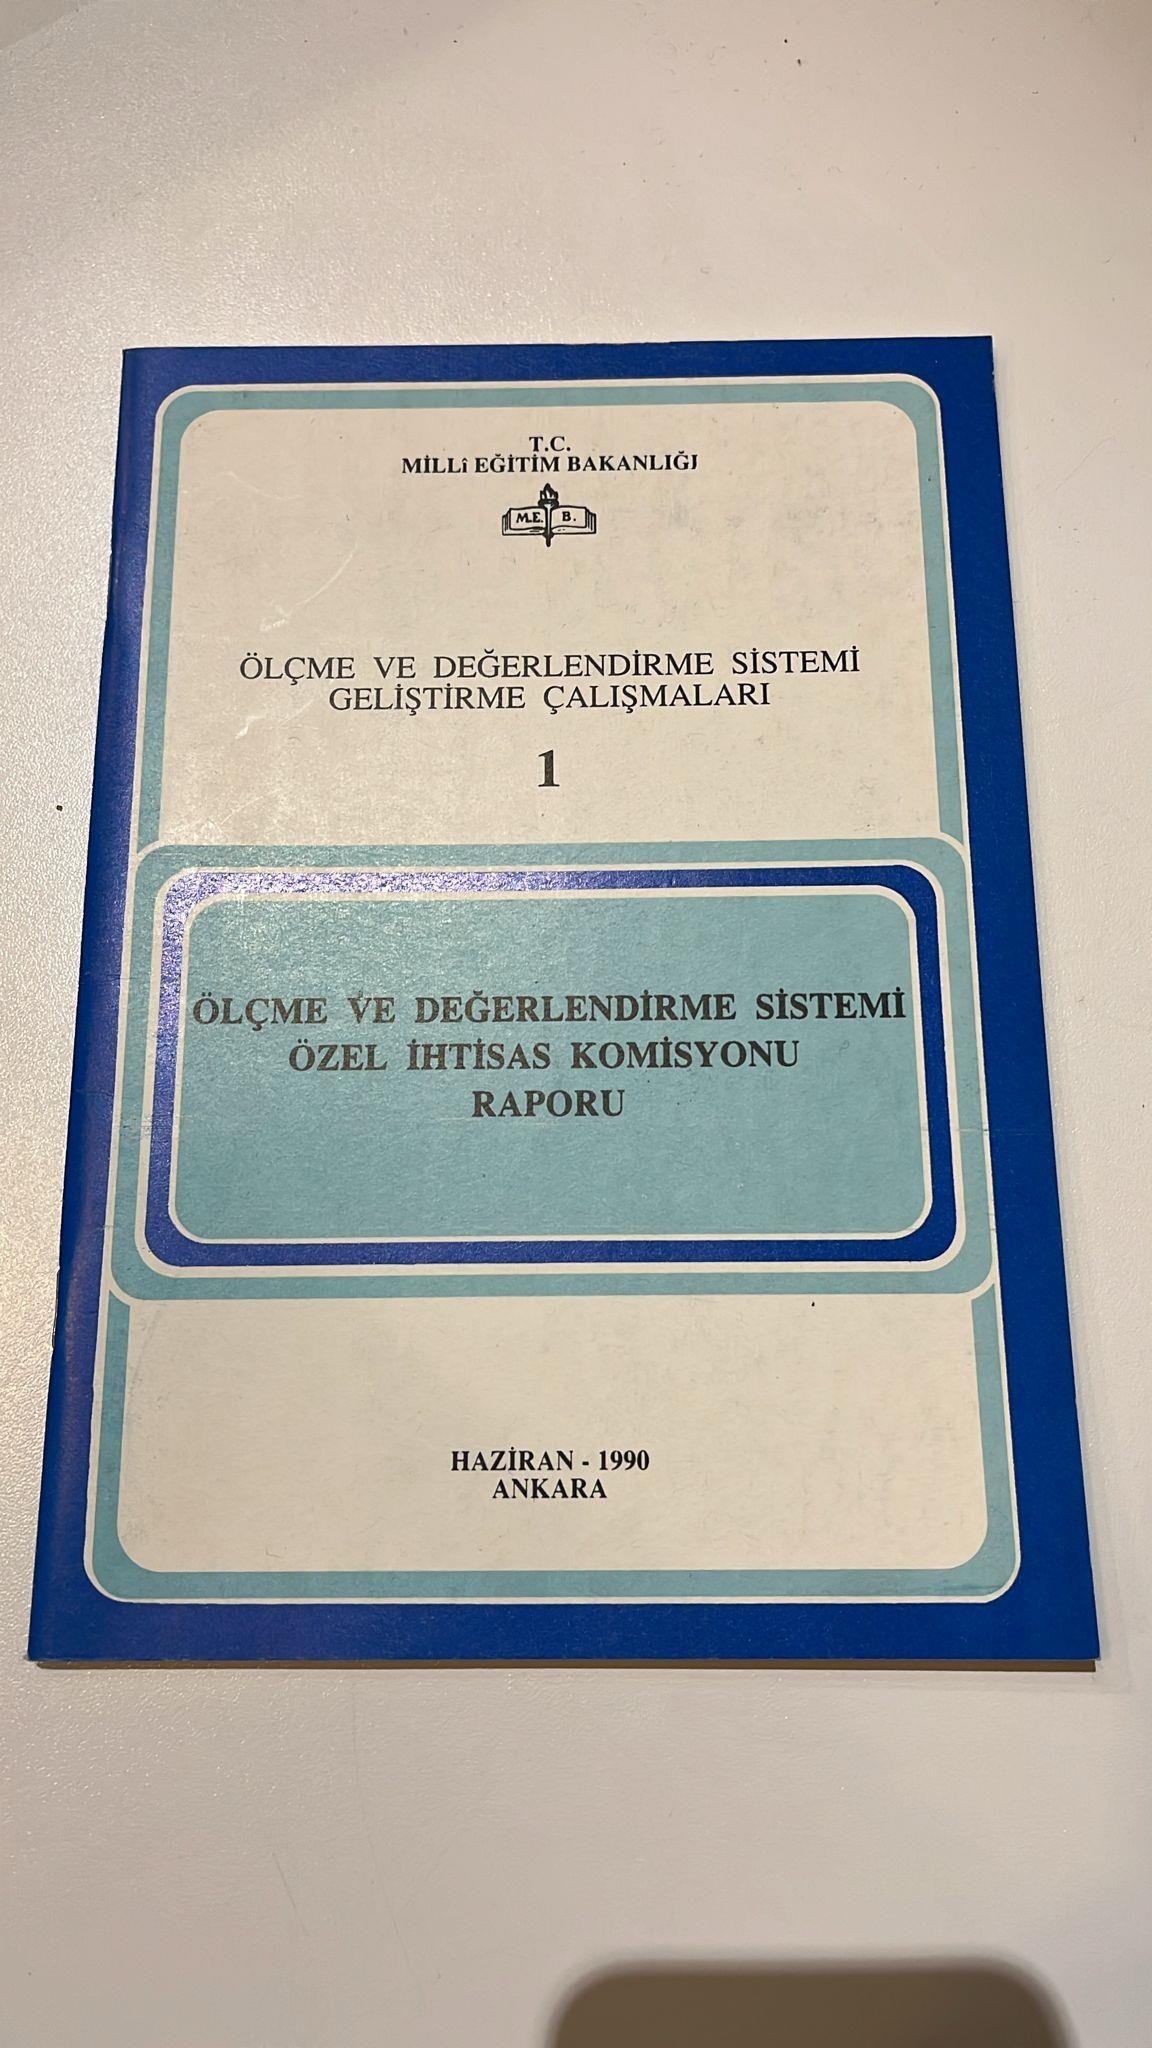 T.C.
MİLLî EĞİTİM BAKANLIĞI
M.E. B.
ÖLÇME VE DEĞERLENDİRME SİSTEMİ
GELİŞTİRME ÇALIŞMALARI
1
ÖLÇME VE DEĞERLENDİRME SİSTEMİ
ÖZEL İHTİSAS KOMİSYONU
RAPORU
HAZİRAN - 1990
ANKARA